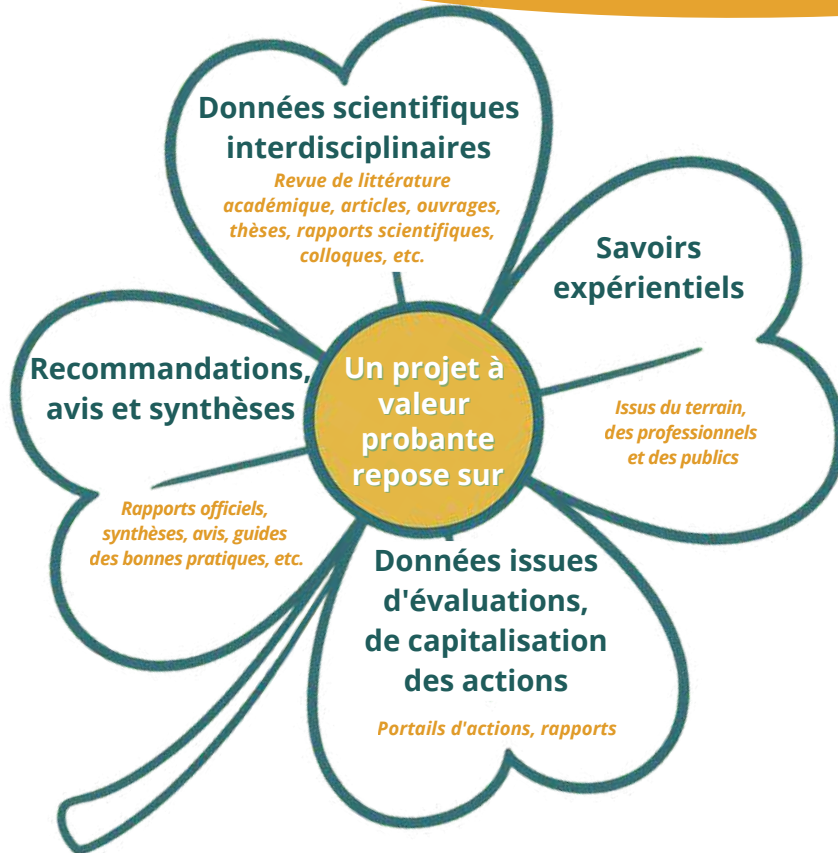 Données scientifiques
interdisciplinaires
Revue de littérature
académique, articles, ouvrages,
thèses, rapports scientifiques,
colloques, etc.
Savoirs
expérientiels
Issus du terrain,
des professionnels
et des publics
Recommandations,
avis et synthèses
Rapports officiels,
synthèses, avis, guides
des bonnes pratiques, etc.
Un projet à
valeur
probante
repose sur
Données issues
d'évaluations,
de capitalisation
des actions
Portails d'actions, rapports